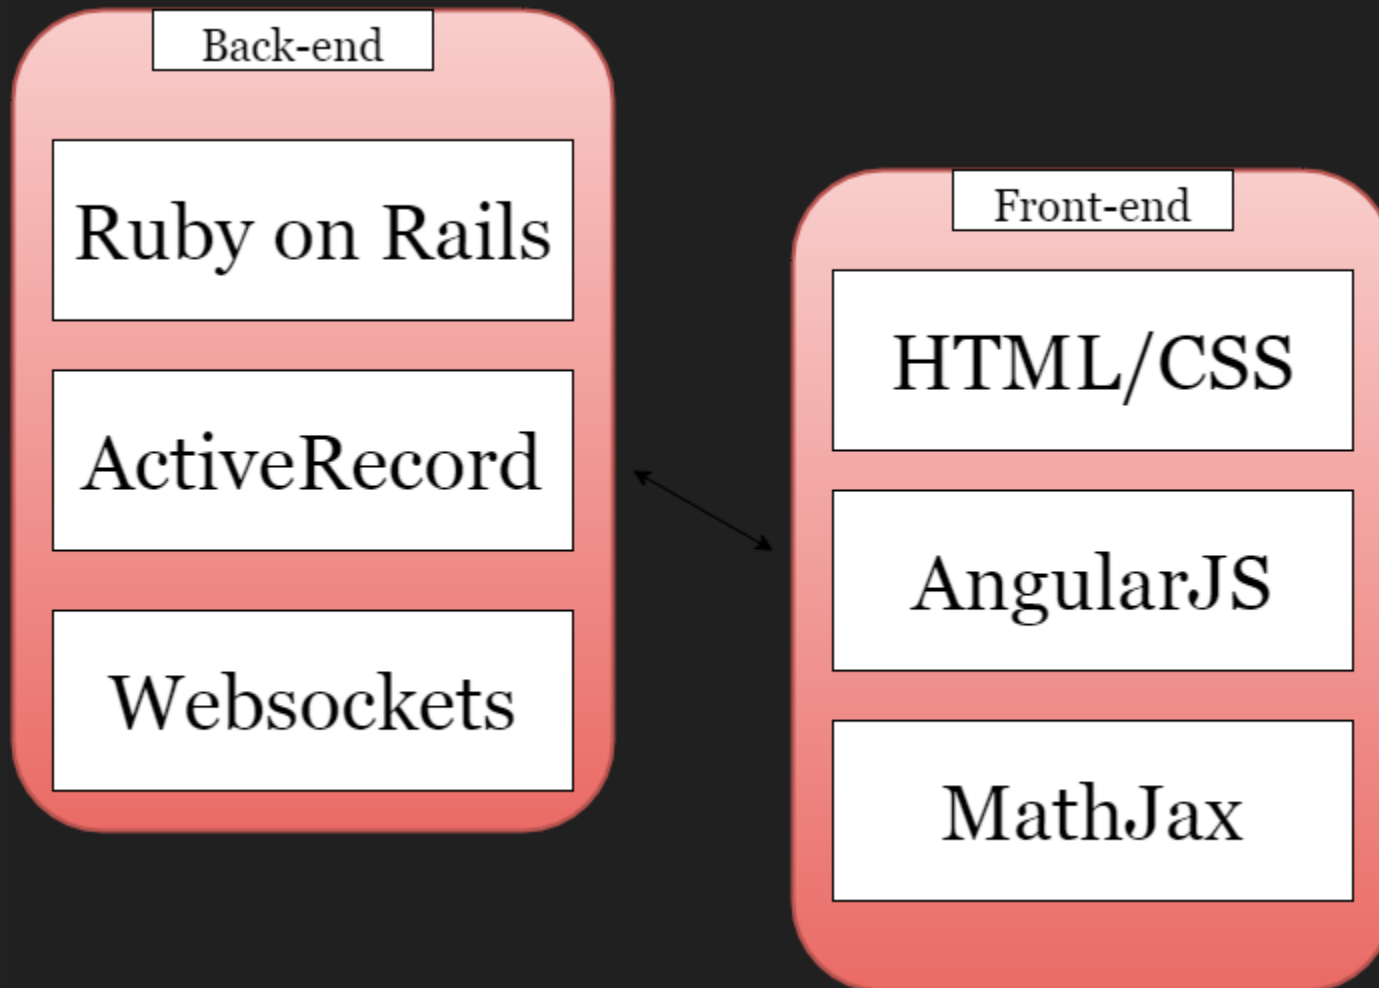 Back-end
Ruby on Rails
ActiveRecord
Websockets
Front-end
HTML/CSS
AngularJS
MathJax